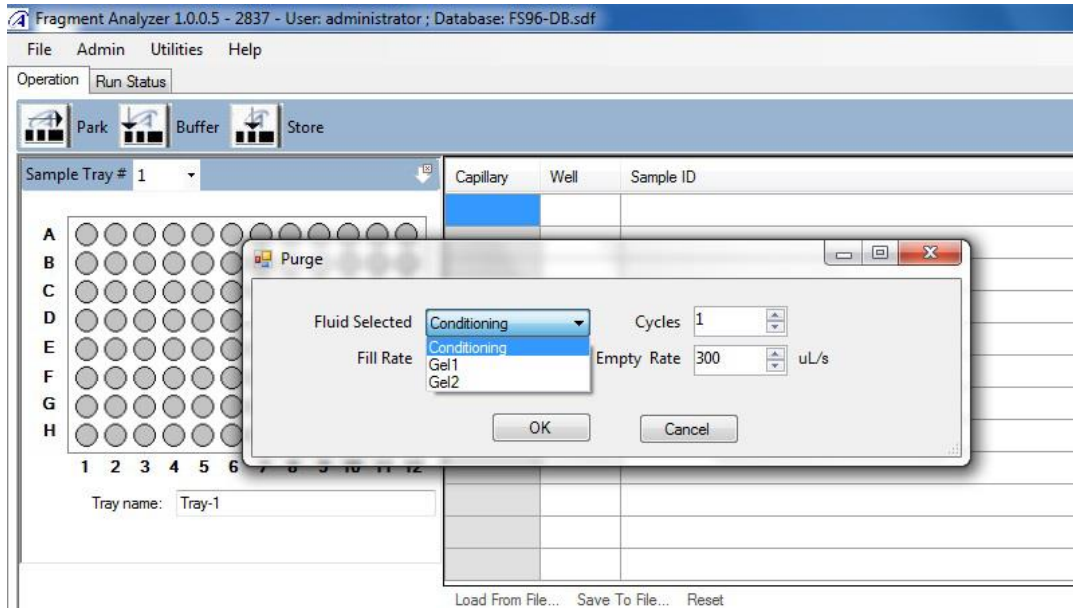 Fragment Analyzer 1.0.0.5 - 2837 - User: administrator ; Database: FS96-DB.sdf
File Admin Utilities Help
Operation Run Status
Park Buffer Store
Sample Tray # 1
Capillary Well Sample ID
A
B
C
D
E
F
G
H
1 2 3 4 5 6
Tray name: Tray-1
Purge
Fluid Selected Conditioning Cycles 1
Conditioning
Gel1
Gel2
Fill Rate Empty Rate 300 uL/s
OK Cancel
Load From File... Save To File... Reset